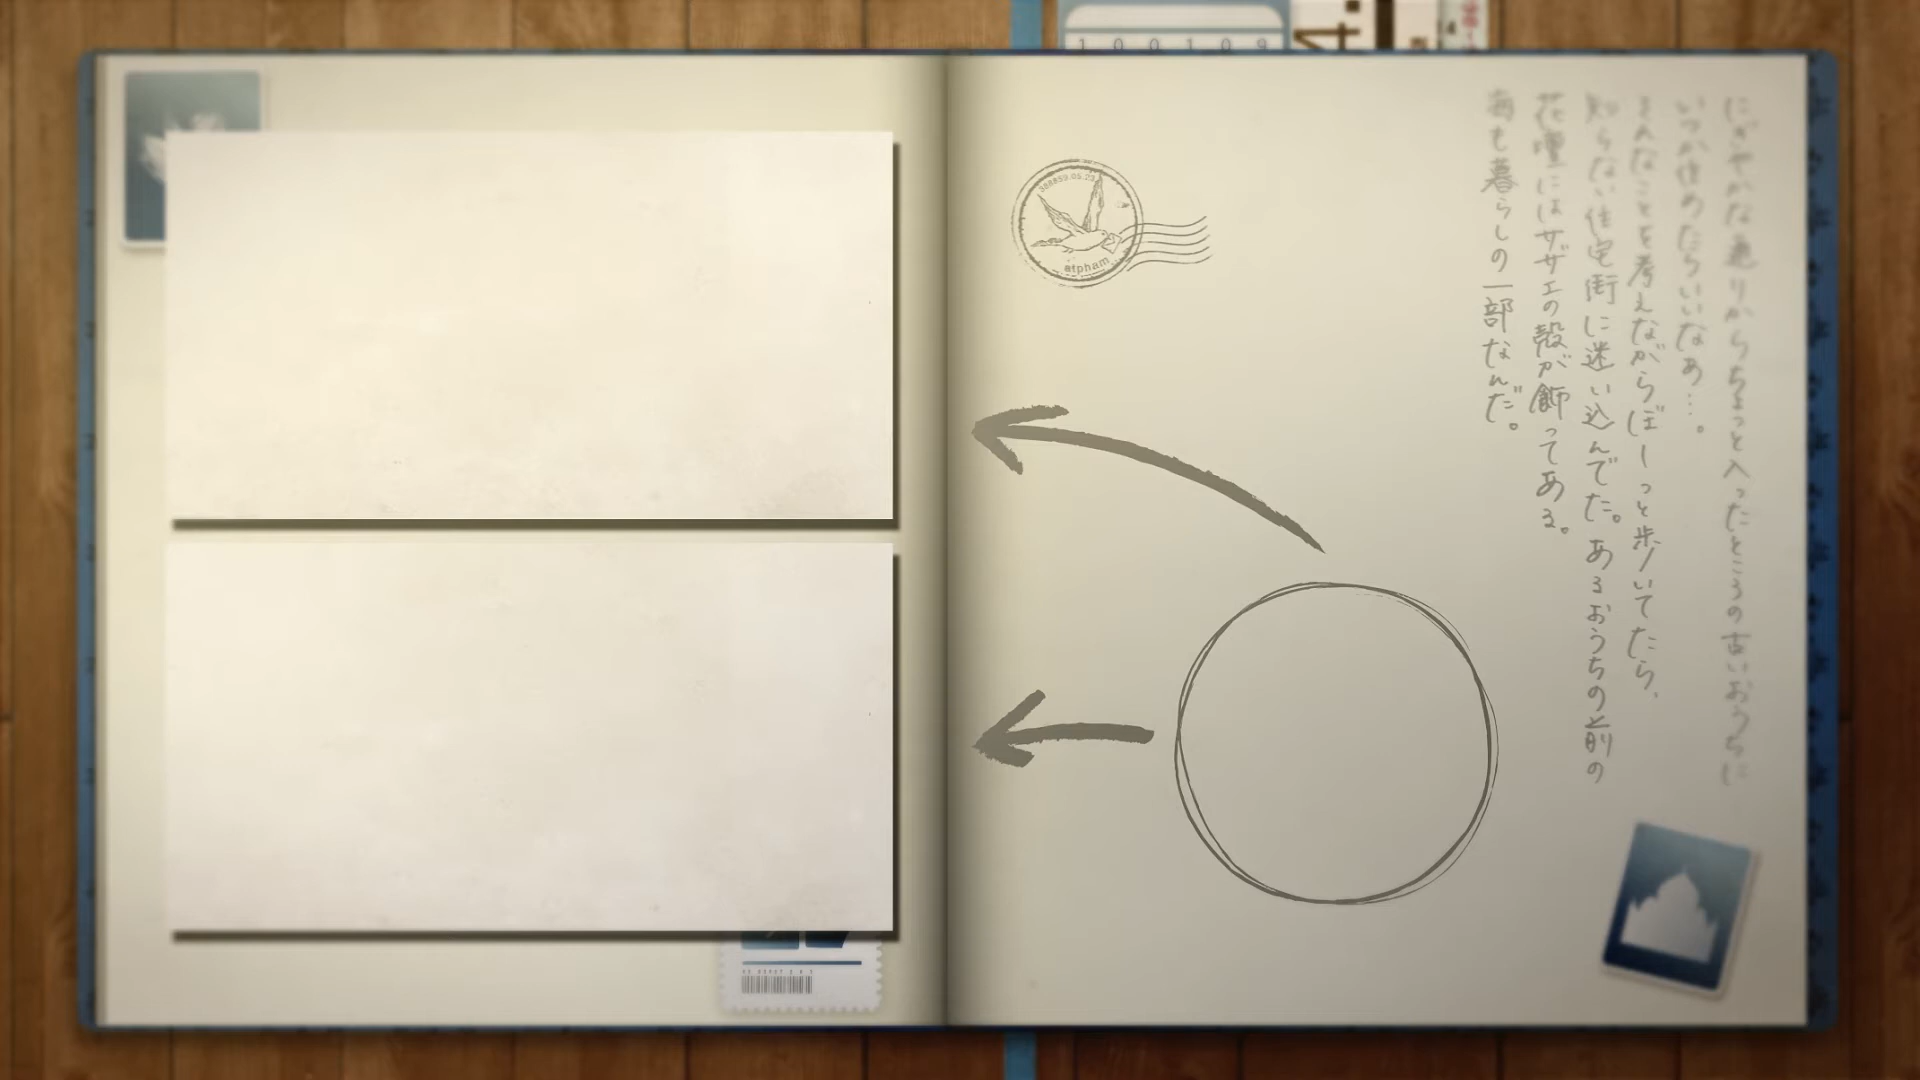 にぎやかな通りからちょっと入ったところの古いおうちに
いつか住めたらいいなあ…。
そんなことを考えながらぼーっと歩いてたら、
知らない住宅街に迷い込んでた。あるおうちの前の
花壇にはサザエの殻が飾ってある。
海も暮らしの一部なんだ。
100109
atpham